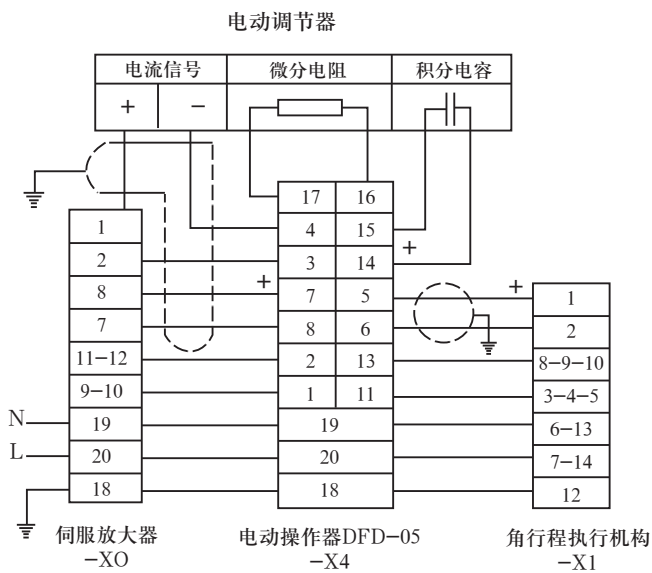 电动调节器
电流信号 微分电阻 积分电容
+ −
17 16
1 4 15
+
2 3 14
+ +
8 7 5 1
7 8 6 2
11−12 2 13 8−9−10
9−10 1 11 3−4−5
N 19 19 6−13
L 20 20 7−14
18 18 12
伺服放大器 电动操作器DFD−05 角行程执行机构
−XO −X4 −X1